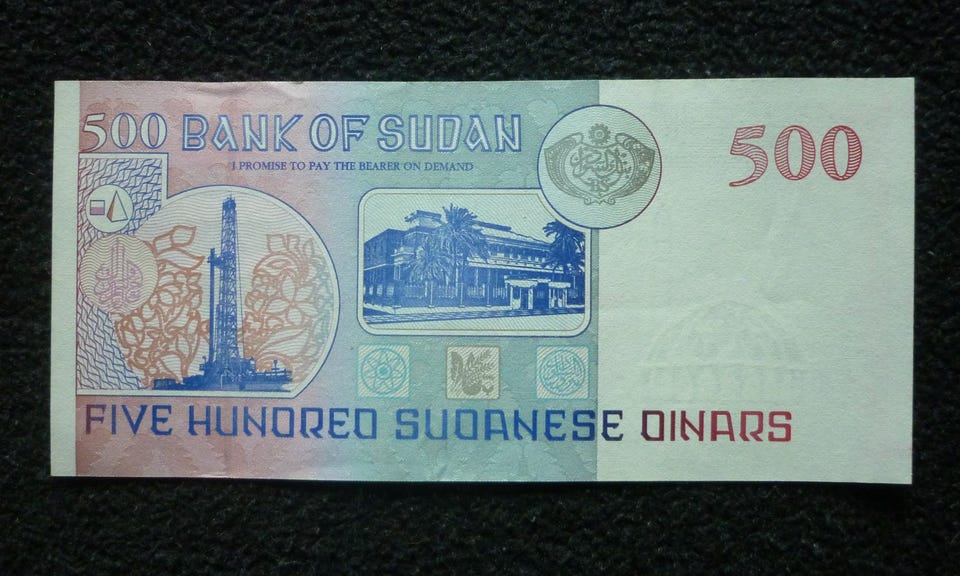 500 BANK OF SUDAN
I PROMISE TO PAY THE BEARER ON DEMAND
500
FIVE HUNDRED SUDANESE DINARS